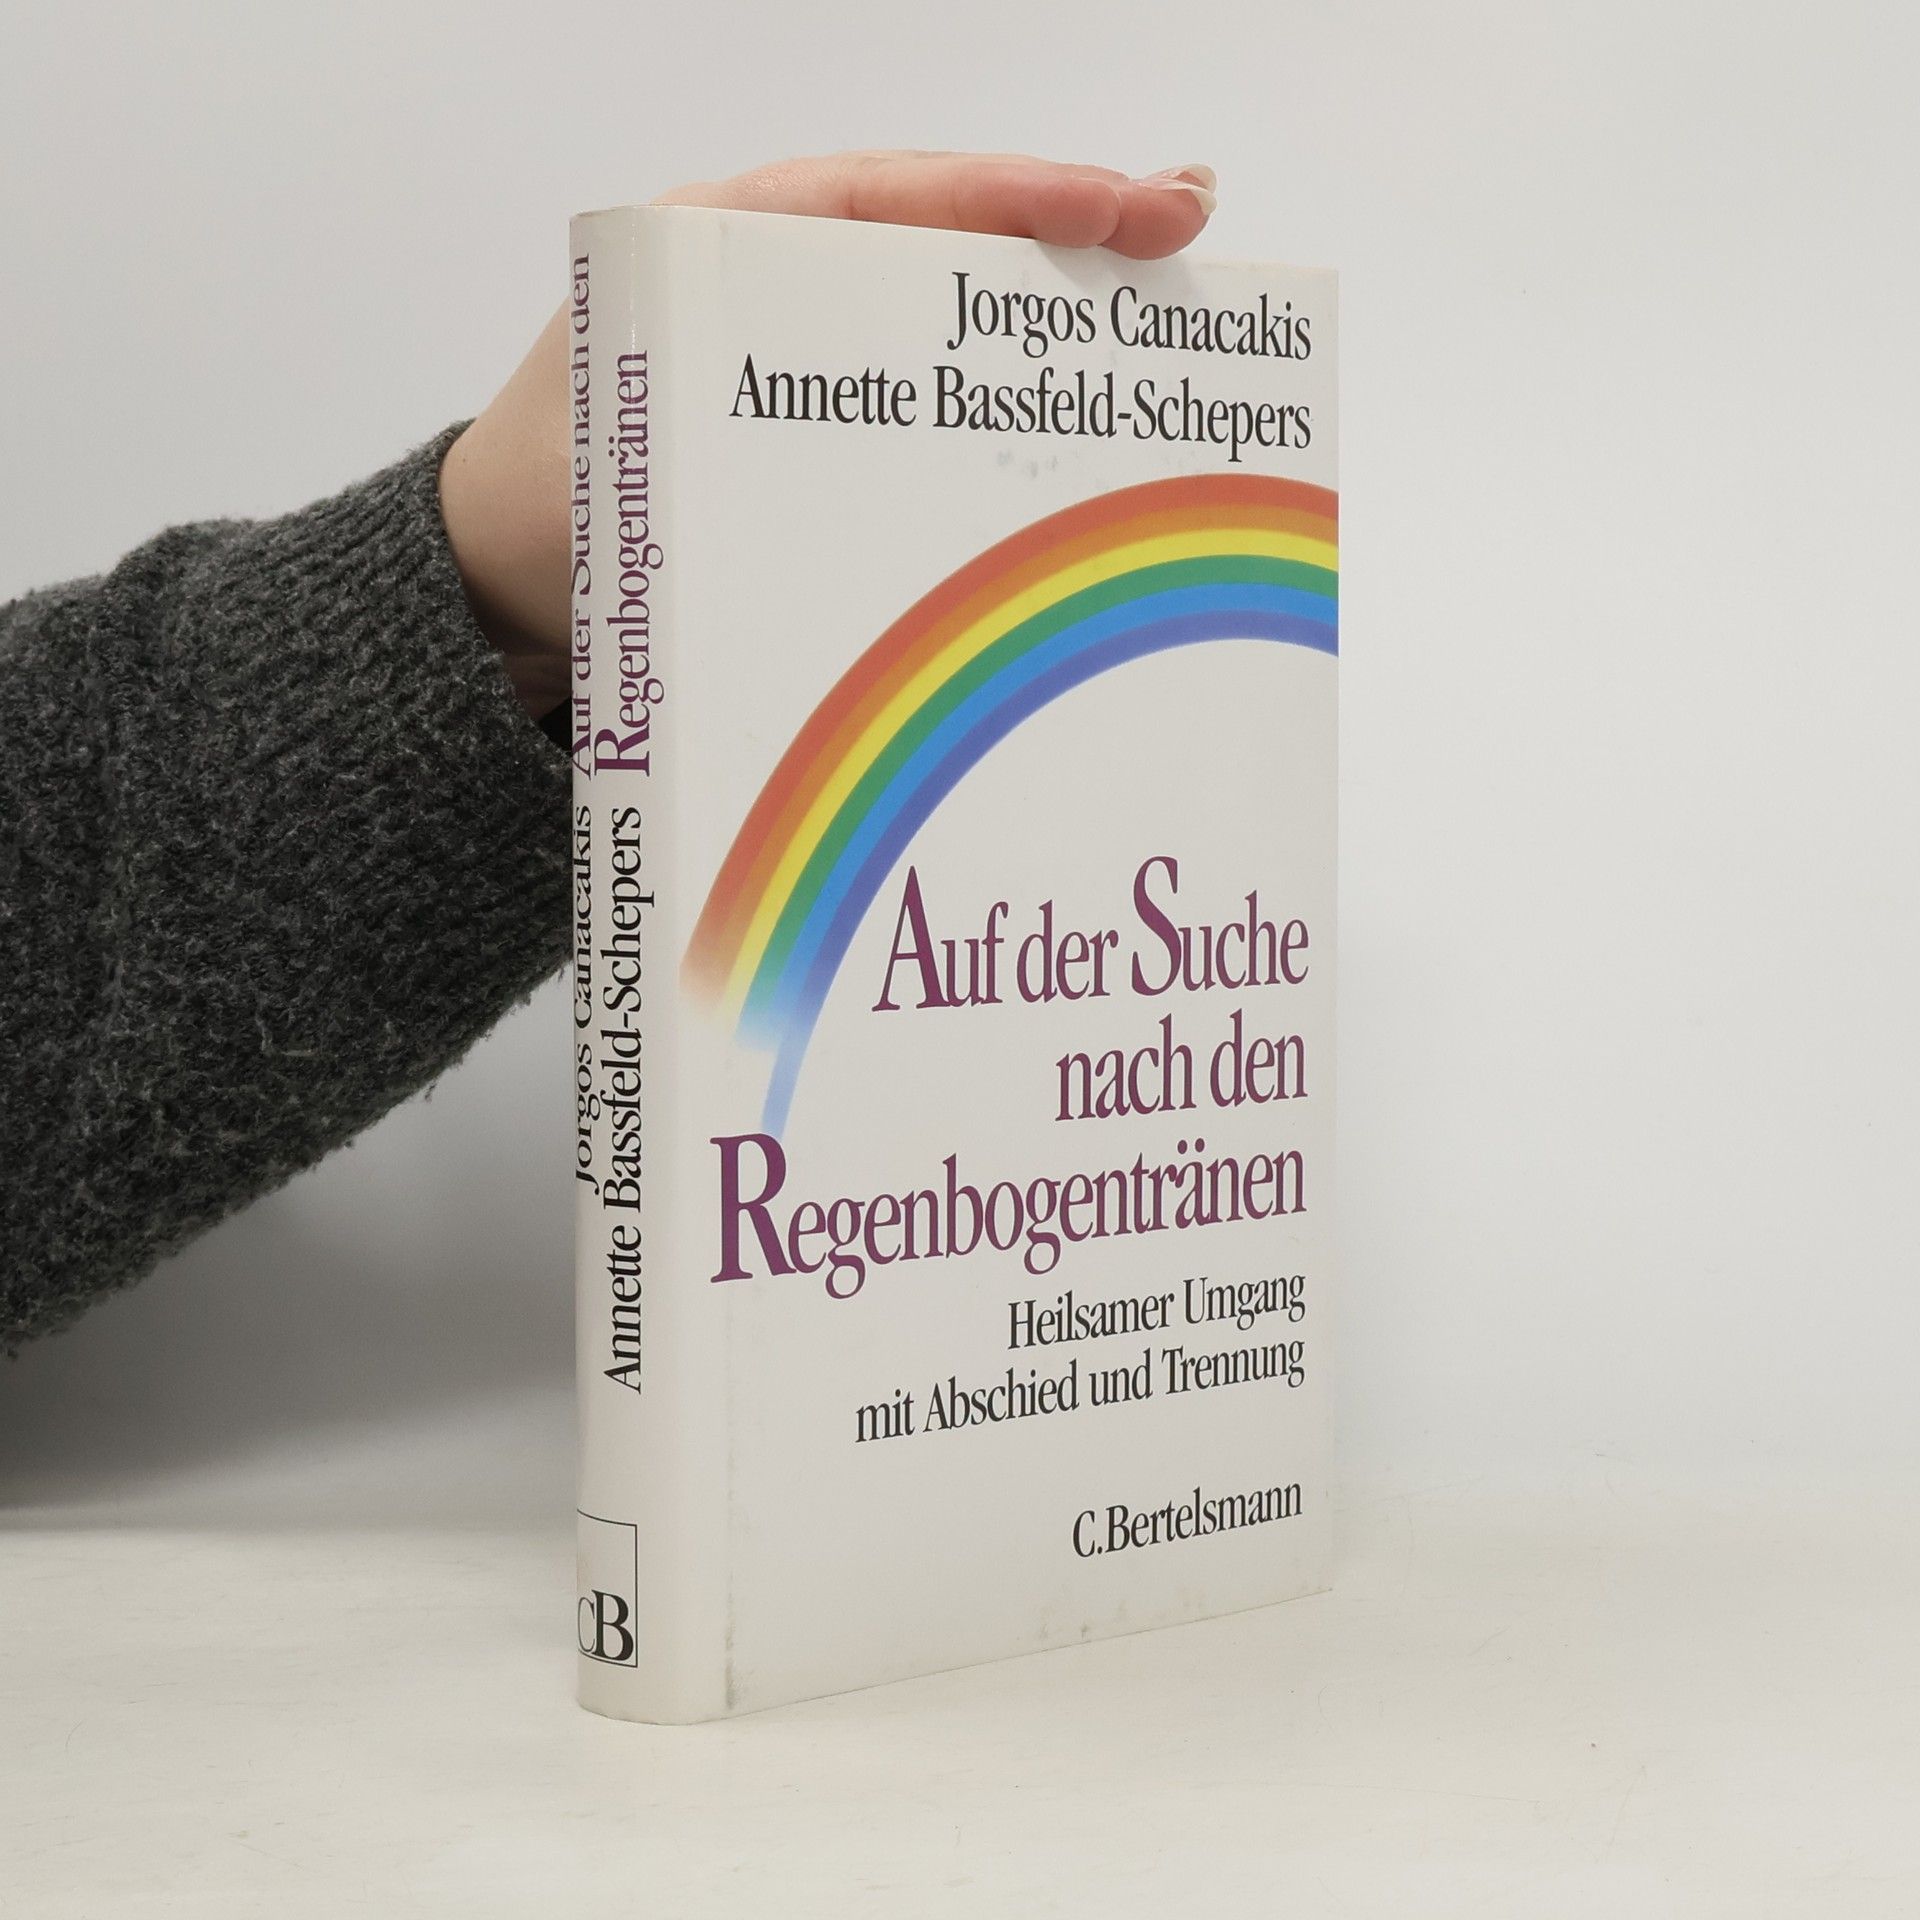 Jorgos Canacakis
Annette Bassfeld-Schepers
Auf der Suche
nach den
Regenbogentränen
Heilsamer Umgang
mit Abschied und Trennung
C.Bertelsmann
Jorgos Canacakis
Annette Bassfeld-Schepers
Auf der Suche nach den
Regenbogentränen
CB